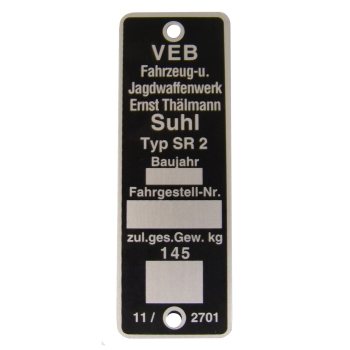 VEB
Fahrzeug-u.
Jagdwaffenwerk
Ernst Thälmann
Suhl
Typ SR 2
Baujahr
Fahrgestell-Nr.
zul.ges.Gew. kg
145
11 / 2701